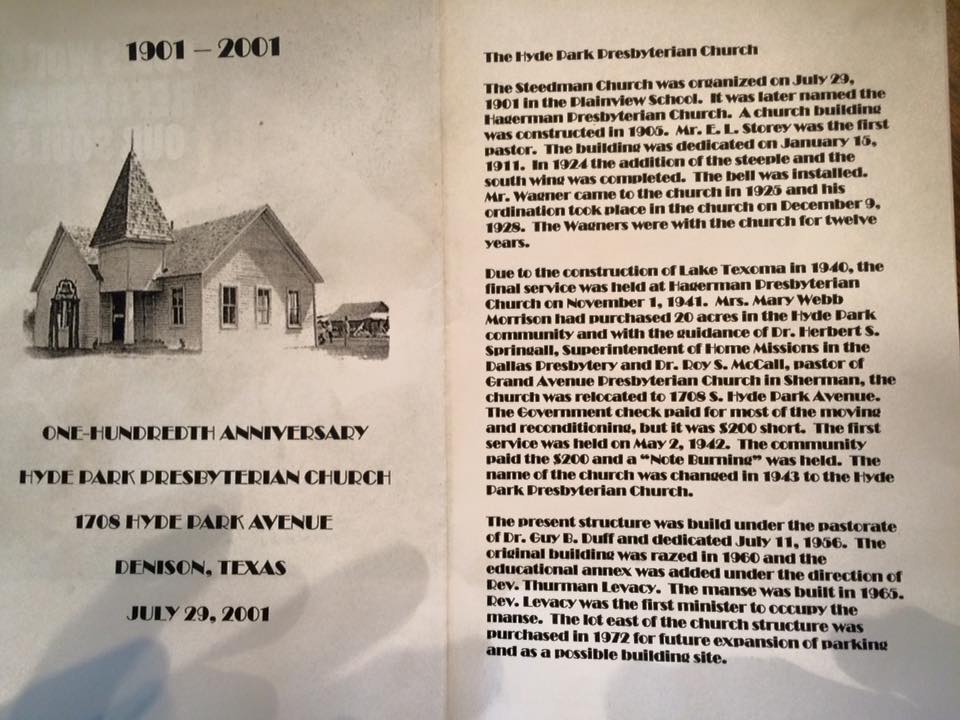 1901 – 2001
ONE-HUNDREDTH ANNIVERSARY
HYDE PARK PRESBYTERIAN CHURCH
1708 HYDE PARK AVENUE
DENISON, TEXAS
JULY 29, 2001
The Hyde Park Presbyterian Church
The Steedman Church was organized on July 29,
1901 in the Plainview School. It was later named the
Hagerman Presbyterian Church. A church building
was constructed in 1905. Mr. E. L. Storey was the first
pastor. The building was dedicated on January 15,
1911. In 1924 the addition of the steeple and the
south wing was completed. The bell was installed.
Mr. Wagner came to the church in 1925 and his
ordination took place in the church on December 9,
1928. The Wagners were with the church for twelve
years.
Due to the construction of Lake Texoma in 1940, the
final service was held at Hagerman Presbyterian
Church on November 1, 1941. Mrs. Mary Webb
Morrison had purchased 20 acres in the Hyde Park
community and with the guidance of Dr. Herbert S.
Springall, Superintendent of Home Missions in the
Dallas Presbytery and Dr. Roy S. McCall, pastor of
Grand Avenue Presbyterian Church in Sherman, the
church was relocated to 1708 S. Hyde Park Avenue.
The Government check paid for most of the moving
and reconditioning, but it was $200 short. The first
service was held on May 2, 1942. The community
paid the $200 and a “Note Burning” was held. The
name of the church was changed in 1943 to the Hyde
Park Presbyterian Church.
The present structure was build under the pastorate
of Dr. Guy B. Duff and dedicated July 11, 1956. The
original building was razed in 1960 and the
educational annex was added under the direction of
Rev. Thurman Levacy. The manse was built in 1965.
Rev. Levacy was the first minister to occupy the
manse. The lot east of the church structure was
purchased in 1972 for future expansion of parking
and as a possible building site.